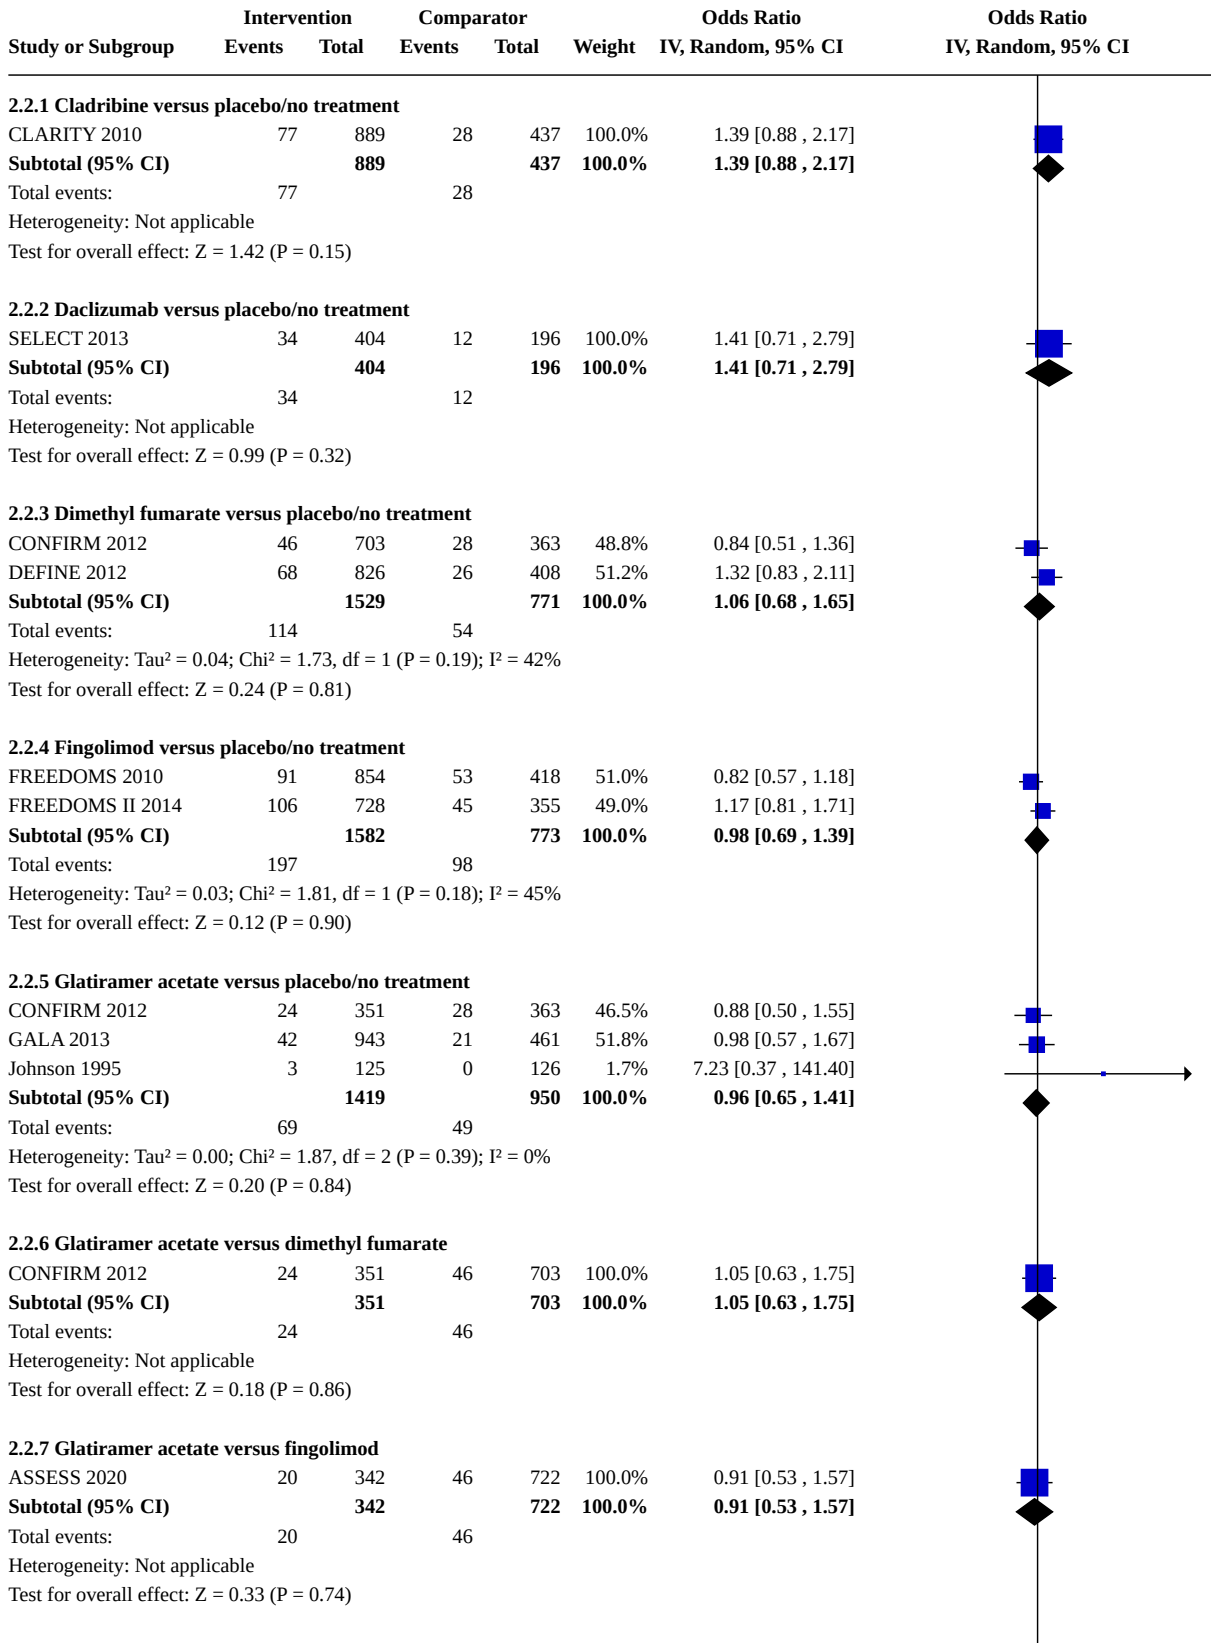 Intervention Comparator Odds Ratio Odds Ratio
Study or Subgroup Events Total Events Total Weight IV, Random, 95% CI IV, Random, 95% CI
2.2.1 Cladribine versus placebo/no treatment
CLARITY 2010 77 889 28 437 100.0% 1.39 [0.88 , 2.17]
Subtotal (95% CI) 889 437 100.0% 1.39 [0.88 , 2.17]
Total events: 77 28
Heterogeneity: Not applicable
Test for overall effect: Z = 1.42 (P = 0.15)
2.2.2 Daclizumab versus placebo/no treatment
SELECT 2013 34 404 12 196 100.0% 1.41 [0.71 , 2.79]
Subtotal (95% CI) 404 196 100.0% 1.41 [0.71 , 2.79]
Total events: 34 12
Heterogeneity: Not applicable
Test for overall effect: Z = 0.99 (P = 0.32)
2.2.3 Dimethyl fumarate versus placebo/no treatment
CONFIRM 2012 46 703 28 363 48.8% 0.84 [0.51 , 1.36]
DEFINE 2012 68 826 26 408 51.2% 1.32 [0.83 , 2.11]
Subtotal (95% CI) 1529 771 100.0% 1.06 [0.68 , 1.65]
Total events: 114 54
Heterogeneity: Tau² = 0.04; Chi² = 1.73, df = 1 (P = 0.19); I² = 42%
Test for overall effect: Z = 0.24 (P = 0.81)
2.2.4 Fingolimod versus placebo/no treatment
FREEDOMS 2010 91 854 53 418 51.0% 0.82 [0.57 , 1.18]
FREEDOMS II 2014 106 728 45 355 49.0% 1.17 [0.81 , 1.71]
Subtotal (95% CI) 1582 773 100.0% 0.98 [0.69 , 1.39]
Total events: 197 98
Heterogeneity: Tau² = 0.03; Chi² = 1.81, df = 1 (P = 0.18); I² = 45%
Test for overall effect: Z = 0.12 (P = 0.90)
2.2.5 Glatiramer acetate versus placebo/no treatment
CONFIRM 2012 24 351 28 363 46.5% 0.88 [0.50 , 1.55]
GALA 2013 42 943 21 461 51.8% 0.98 [0.57 , 1.67]
Johnson 1995 3 125 0 126 1.7% 7.23 [0.37 , 141.40]
Subtotal (95% CI) 1419 950 100.0% 0.96 [0.65 , 1.41]
Total events: 69 49
Heterogeneity: Tau² = 0.00; Chi² = 1.87, df = 2 (P = 0.39); I² = 0%
Test for overall effect: Z = 0.20 (P = 0.84)
2.2.6 Glatiramer acetate versus dimethyl fumarate
CONFIRM 2012 24 351 46 703 100.0% 1.05 [0.63 , 1.75]
Subtotal (95% CI) 351 703 100.0% 1.05 [0.63 , 1.75]
Total events: 24 46
Heterogeneity: Not applicable
Test for overall effect: Z = 0.18 (P = 0.86)
2.2.7 Glatiramer acetate versus fingolimod
ASSESS 2020 20 342 46 722 100.0% 0.91 [0.53 , 1.57]
Subtotal (95% CI) 342 722 100.0% 0.91 [0.53 , 1.57]
Total events: 20 46
Heterogeneity: Not applicable
Test for overall effect: Z = 0.33 (P = 0.74)